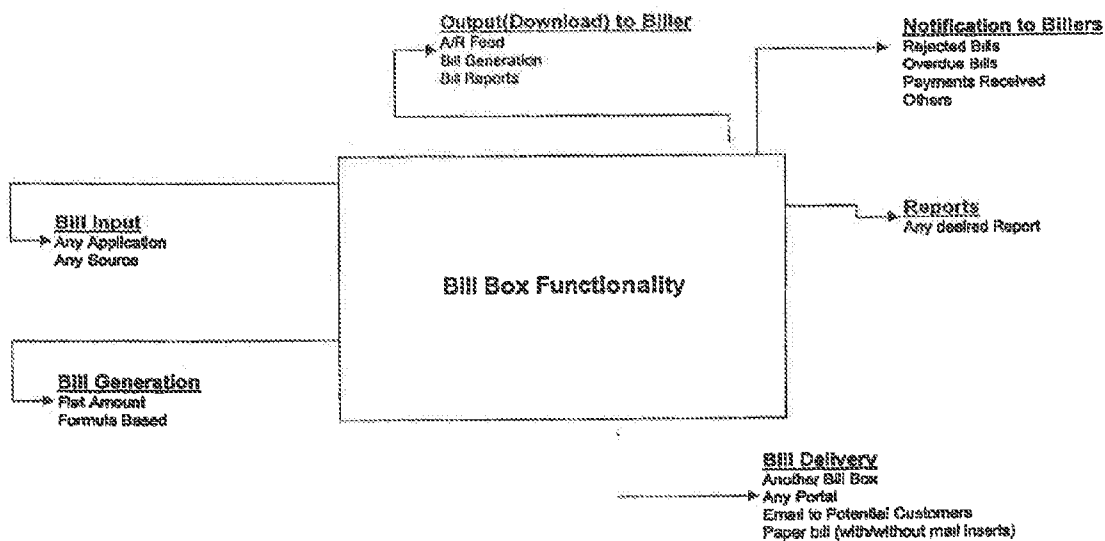 Output(Download) to Biller
A/R Feed
Bill Generation
Bill Reports
Notification to Billers
Rejected Bills
Overdue Bills
Payments Received
Others
Bill Input
Any Application
Any Source
Reports
Any desired Report
Bill Box Functionality
Bill Generation
Flat Amount
Formula Based
Bill Delivery
Another Bill Box
Any Portal
Email to Potential Customers
Paper bill (with/without mail inserts)